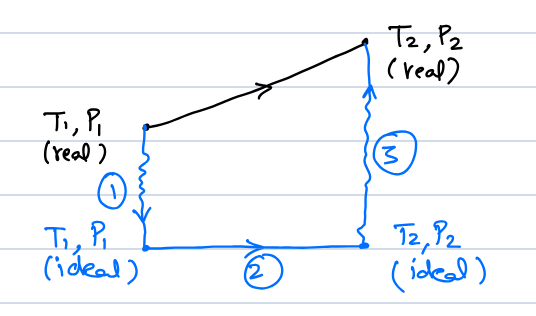 T₂, P₂
(real)
T₁, P₁
(real)
①
③
T₁, P₁
(ideal)
②
T₂, P₂
(ideal)